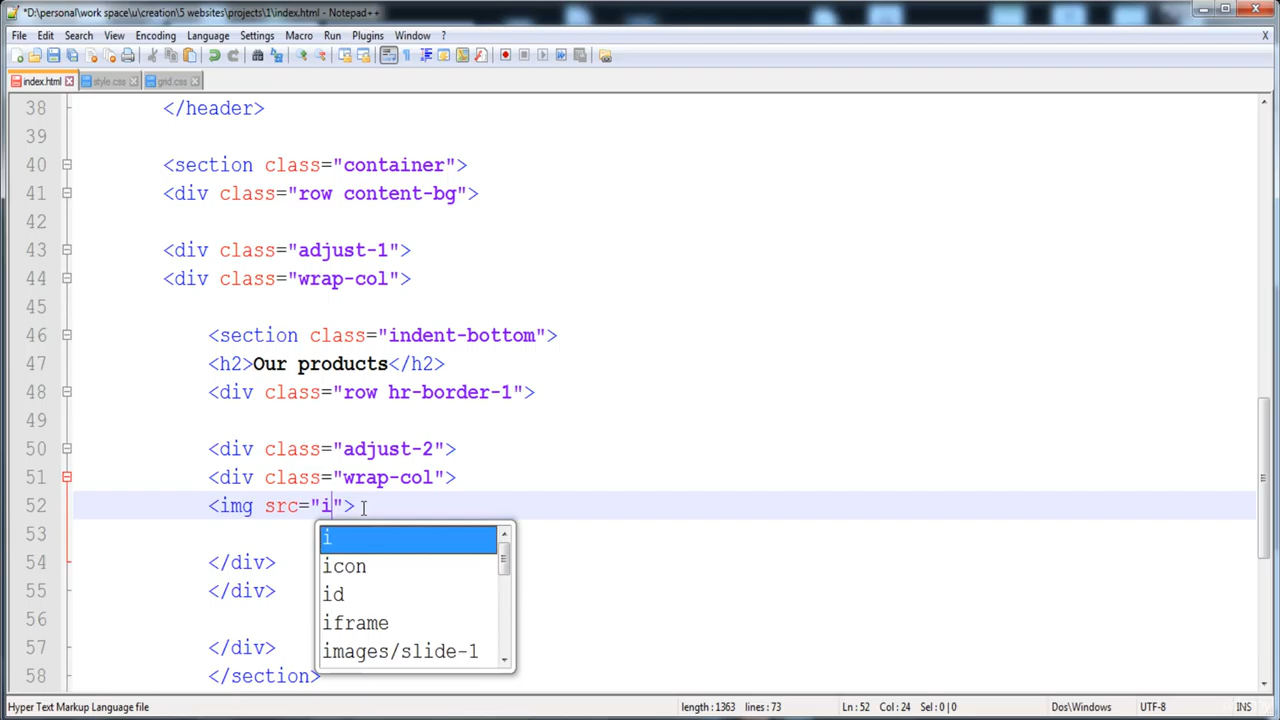 *D:\personal\work space\u\creation\5 websites\projects\1\index.html - Notepad++
File Edit Search View Encoding Language Settings Macro Run Plugins Window ? X
index.html style.css grid.css
38 </header>
39
40 <section class="container">
41 <div class="row content-bg">
42
43 <div class="adjust-1">
44 <div class="wrap-col">
45
46 <section class="indent-bottom">
47 <h2>Our products</h2>
48 <div class="row hr-border-1">
49
50 <div class="adjust-2">
51 <div class="wrap-col">
52 <img src="i">
i
53
54 </div>
icon
55 </div>
id
56
iframe
57 </div>
images/slide-1
58 </section>
Hyper Text Markup Language file length : 1363 lines : 73 Ln : 52 Col : 24 Sel : 0 | 0 Dos\Windows UTF-8 INS